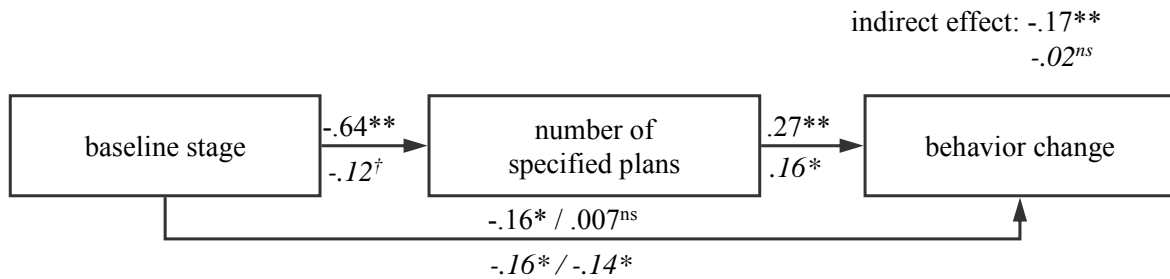 indirect effect: -.17**
-.02ns
baseline stage
-.64**
-.12†
number of
specified plans
.27**
.16*
behavior change
-.16* / .007ns
-.16* / -.14*